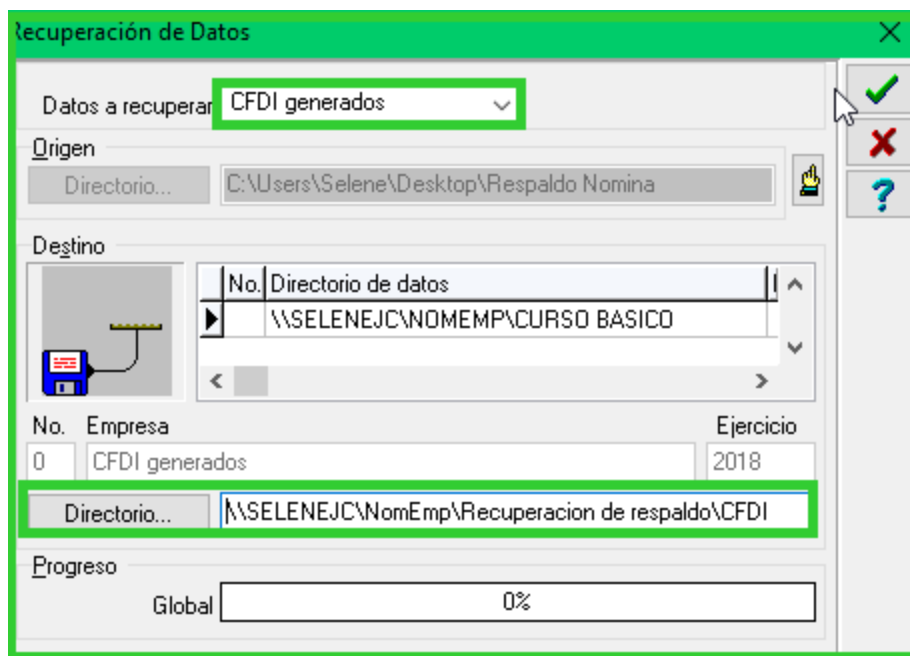 Recuperación de Datos
Datos a recuperar CFDI generados
Origen
Directorio... C:\Users\Selene\Desktop\Respaldo Nomina
Destino
No. Directorio de datos
\\SELENEJC\NOMEMP\CURSO BASICO
No. Empresa Ejercicio
0 CFDI generados 2018
Directorio... \\SELENEJC\NomEmp\Recuperacion de respaldo\CFDI
Progreso
Global 0%